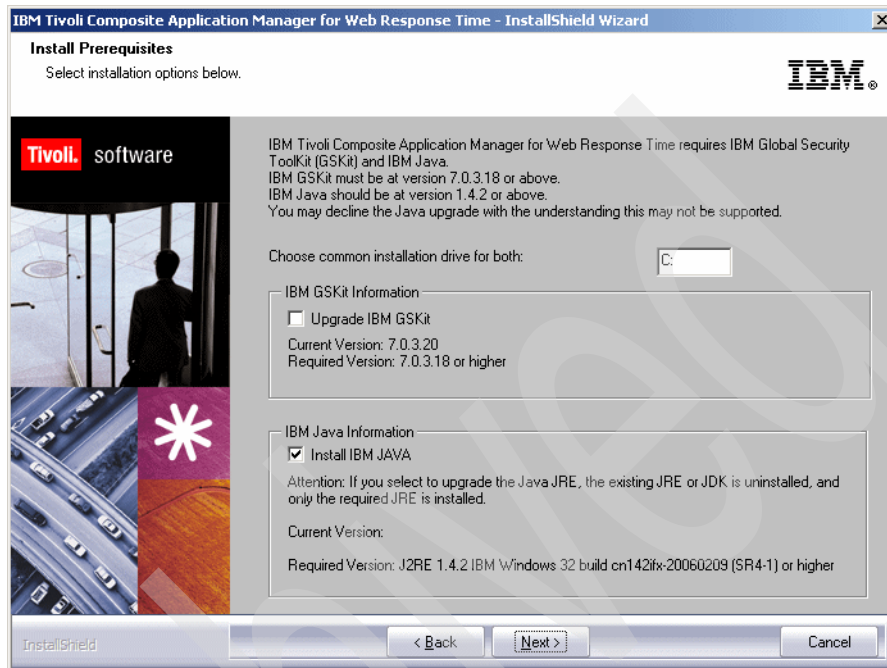 IBM Tivoli Composite Application Manager for Web Response Time - InstallShield Wizard
Install Prerequisites
Select installation options below.
IBM®
Tivoli. software
IBM Tivoli Composite Application Manager for Web Response Time requires IBM Global Security
ToolKit (GSKit) and IBM Java.
IBM GSKit must be at version 7.0.3.18 or above.
IBM Java should be at version 1.4.2 or above.
You may decline the Java upgrade with the understanding this may not be supported.
Choose common installation drive for both:
C:
IBM GSKit Information
Upgrade IBM GSKit
Current Version: 7.0.3.20
Required Version: 7.0.3.18 or higher
IBM Java Information
Install IBM JAVA
Attention: If you select to upgrade the Java JRE, the existing JRE or JDK is uninstalled, and
only the required JRE is installed.
Current Version:
Required Version: J2RE 1.4.2 IBM Windows 32 build cn142ifx-20060209 (SR4-1) or higher
InstallShield
< Back
Next >
Cancel